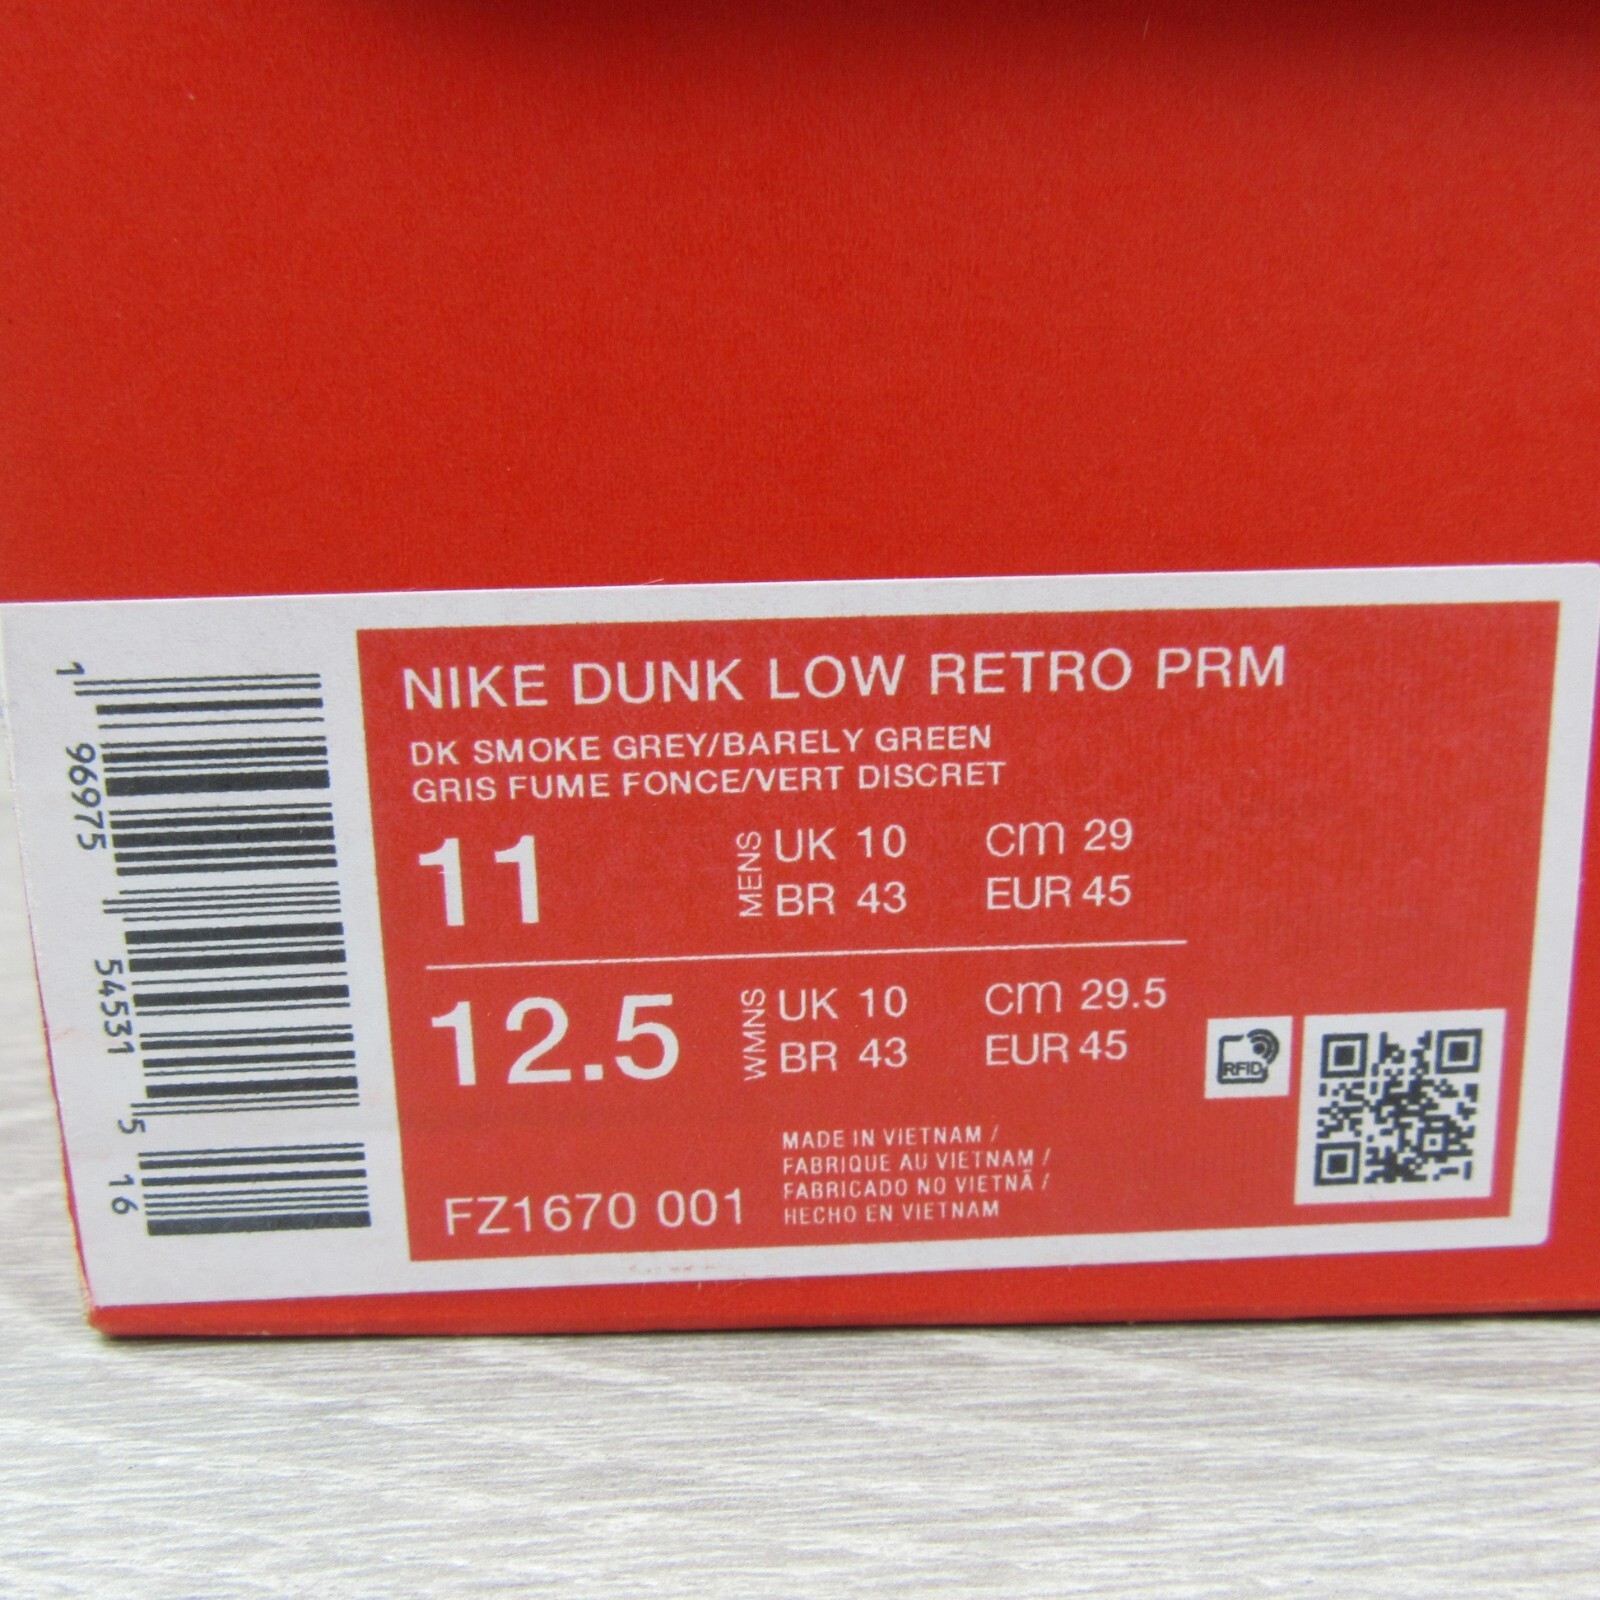 NIKE DUNK LOW RETRO PRM
DK SMOKE GREY/BARELY GREEN
GRIS FUME FONCE/VERT DISCRET
11
MENS
UK 10
cm 29
BR 43
EUR 45
12.5
WMNS
UK 10
cm 29.5
BR 43
EUR 45
FZ1670 001
MADE IN VIETNAM /
FABRIQUE AU VIETNAM /
FABRICADO NO VIETNÃ /
HECHO EN VIETNAM
RFID
1 96975 54531 5 16